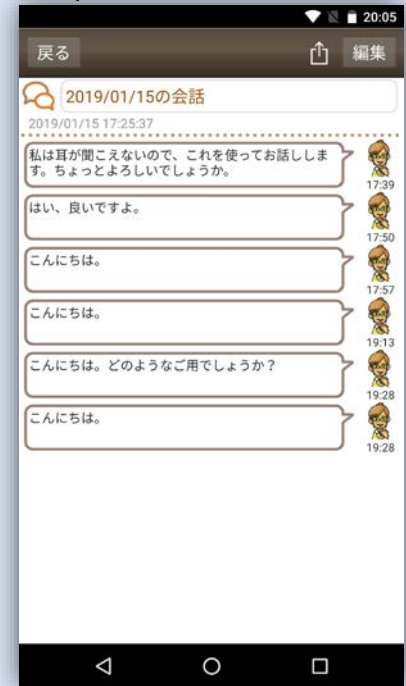 20:05
戻る
編集
2019/01/15の会話
2019/01/15 17:25:37
私は耳が聞こえないので、これを使ってお話ししま
す。ちょっとよろしいでしょうか。
17:39
はい、良いですよ。
17:50
こんにちは。
17:57
こんにちは。
19:13
こんにちは。どのようなご用でしょうか？
19:28
こんにちは。
19:28